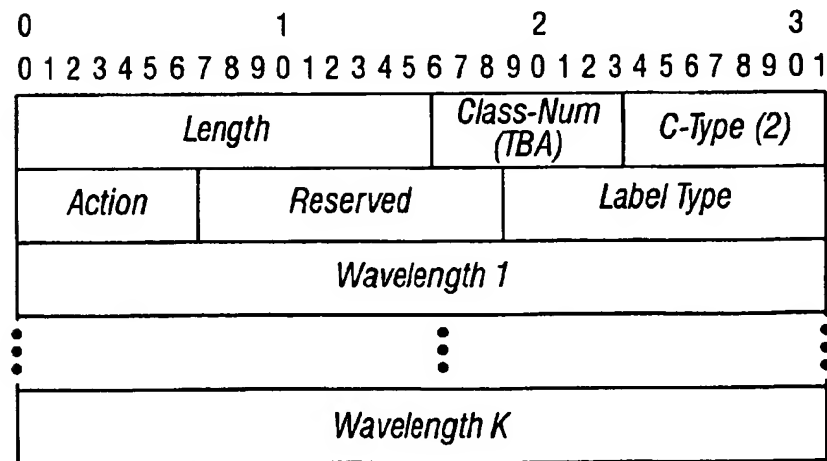 0 1 2 3
0 1 2 3 4 5 6 7 8 9 0 1 2 3 4 5 6 7 8 9 0 1 2 3 4 5 6 7 8 9 0 1
Length Class-Num (TBA) C-Type (2)
Action Reserved Label Type
Wavelength 1
Wavelength K